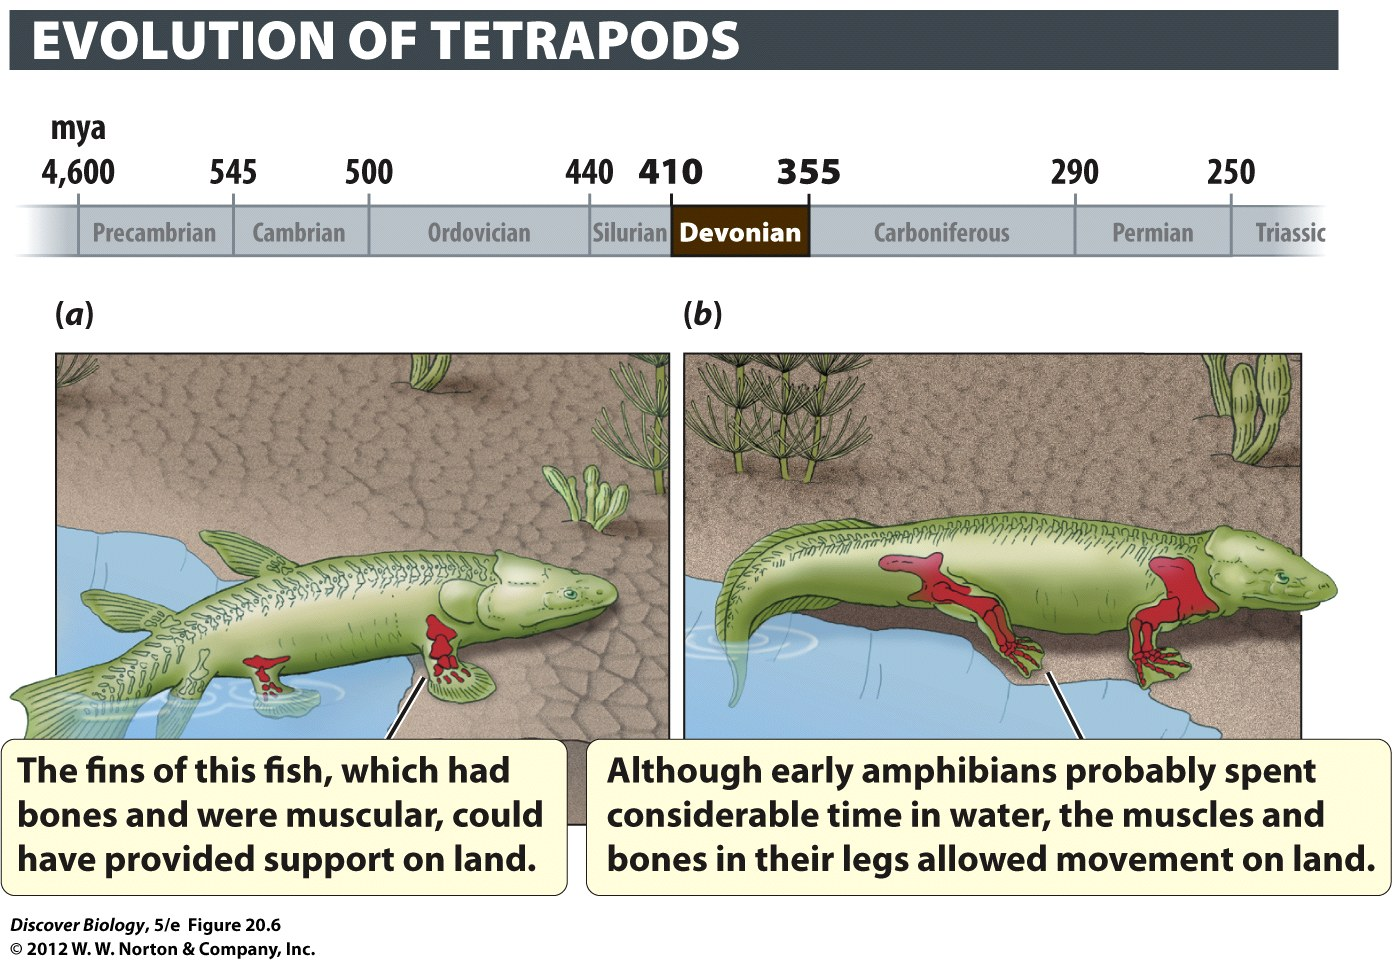 EVOLUTION OF TETRAPODS
mya
4,600 545 500 440 410 355 290 250
Precambrian Cambrian Ordovician Silurian Devonian Carboniferous Permian Triassic
(a) (b)
The fins of this fish, which had
bones and were muscular, could
have provided support on land.
Although early amphibians probably spent
considerable time in water, the muscles and
bones in their legs allowed movement on land.
Discover Biology, 5/e Figure 20.6
© 2012 W. W. Norton & Company, Inc.